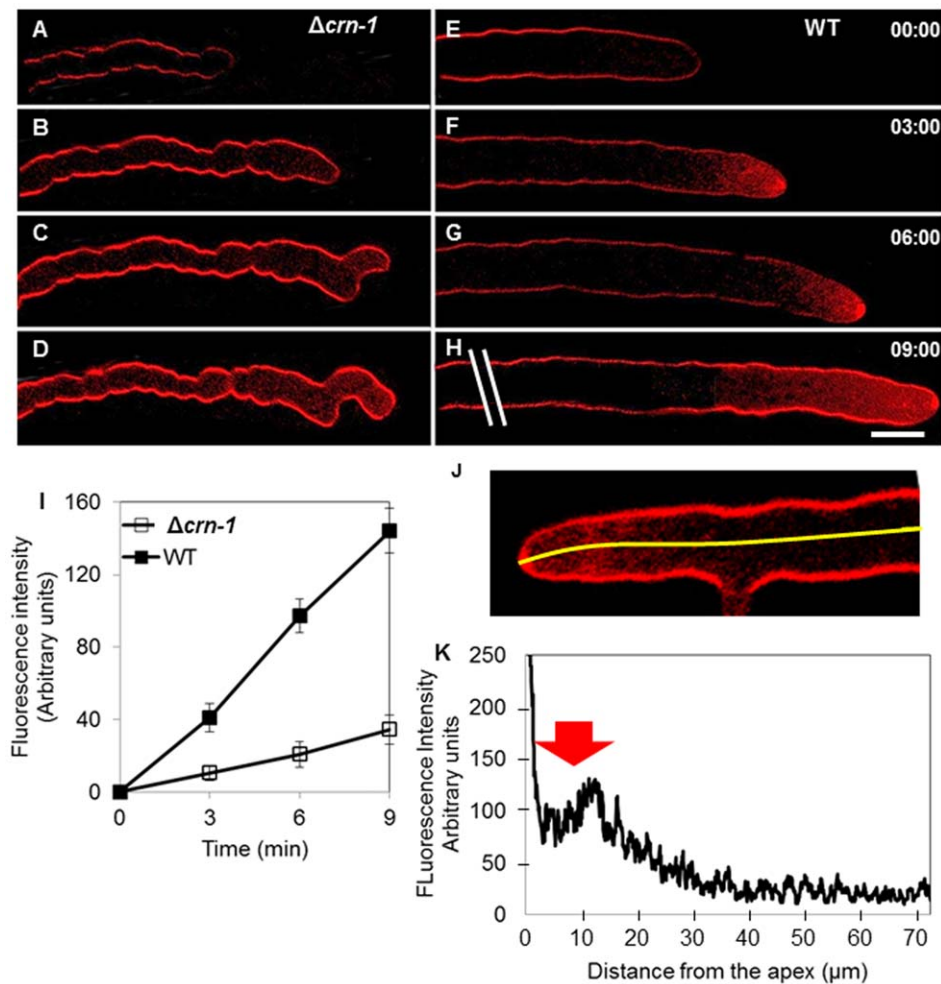 A
Δcrn-1
E
WT
00:00
B
F
03:00
C
G
06:00
D
H
09:00
I
Fluorescence intensity
(Arbitrary units)
160
120
80
40
0
Δcrn-1
WT
0
3
6
9
Time (min)
J
K
FLuorescence Intensity
Arbitrary units
250
200
150
100
50
0
0
10
20
30
40
50
60
70
Distance from the apex (µm)